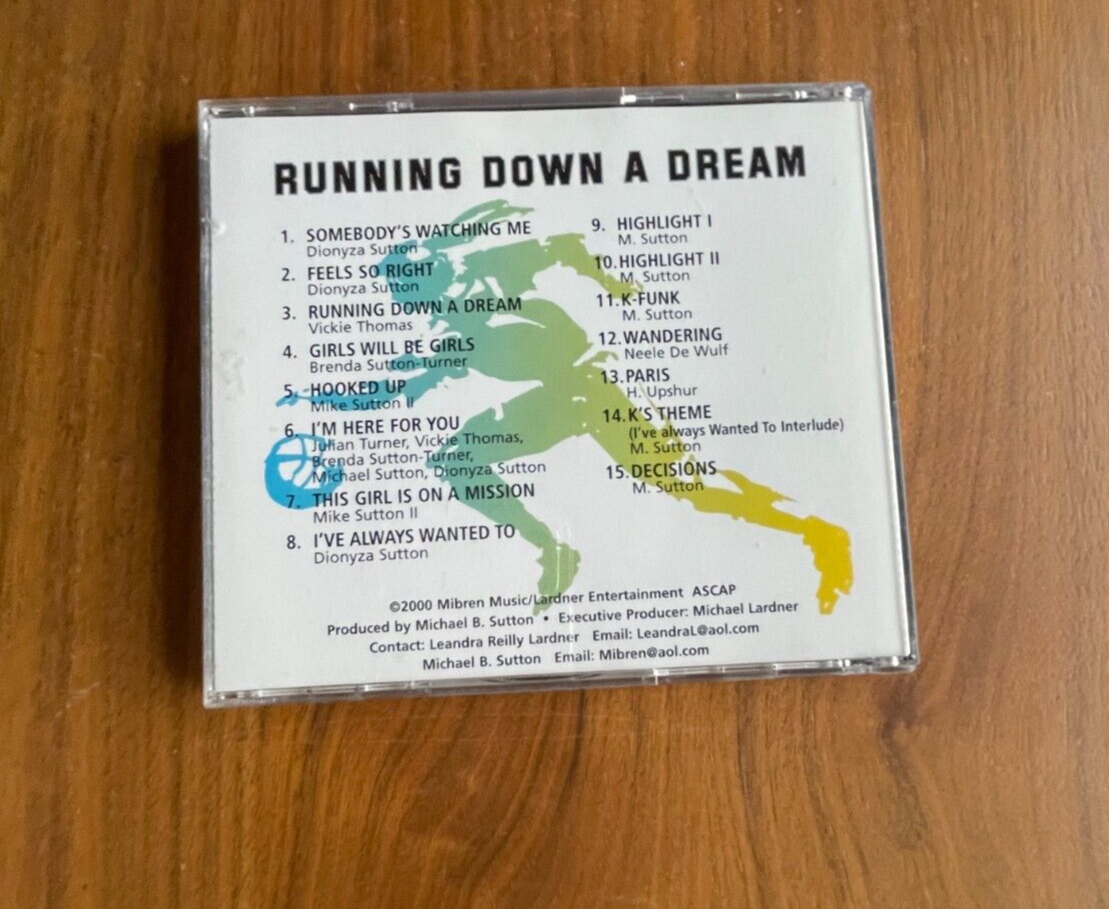 RUNNING DOWN A DREAM
1. SOMEBODY'S WATCHING ME
Dionyza Sutton
2. FEELS SO RIGHT
Dionyza Sutton
3. RUNNING DOWN A DREAM
Vickie Thomas
4. GIRLS WILL BE GIRLS
Brenda Sutton-Turner
5. HOOKED UP
Mike Sutton II
6. I'M HERE FOR YOU
Julian Turner, Vickie Thomas,
Brenda Sutton-Turner,
Michael Sutton, Dionyza Sutton
7. THIS GIRL IS ON A MISSION
Mike Sutton II
8. I'VE ALWAYS WANTED TO
Dionyza Sutton
9. HIGHLIGHT I
M. Sutton
10. HIGHLIGHT II
M. Sutton
11. K-FUNK
M. Sutton
12. WANDERING
Neele De Wulf
13. PARIS
H. Upshur
14. K'S THEME
(I've always Wanted To Interlude)
M. Sutton
15. DECISIONS
M. Sutton
©2000 Mibren Music/Lardner Entertainment ASCAP
Produced by Michael B. Sutton • Executive Producer: Michael Lardner
Contact: Leandra Reilly Lardner Email: LeandraL@aol.com
Michael B. Sutton Email: Mibren@aol.com